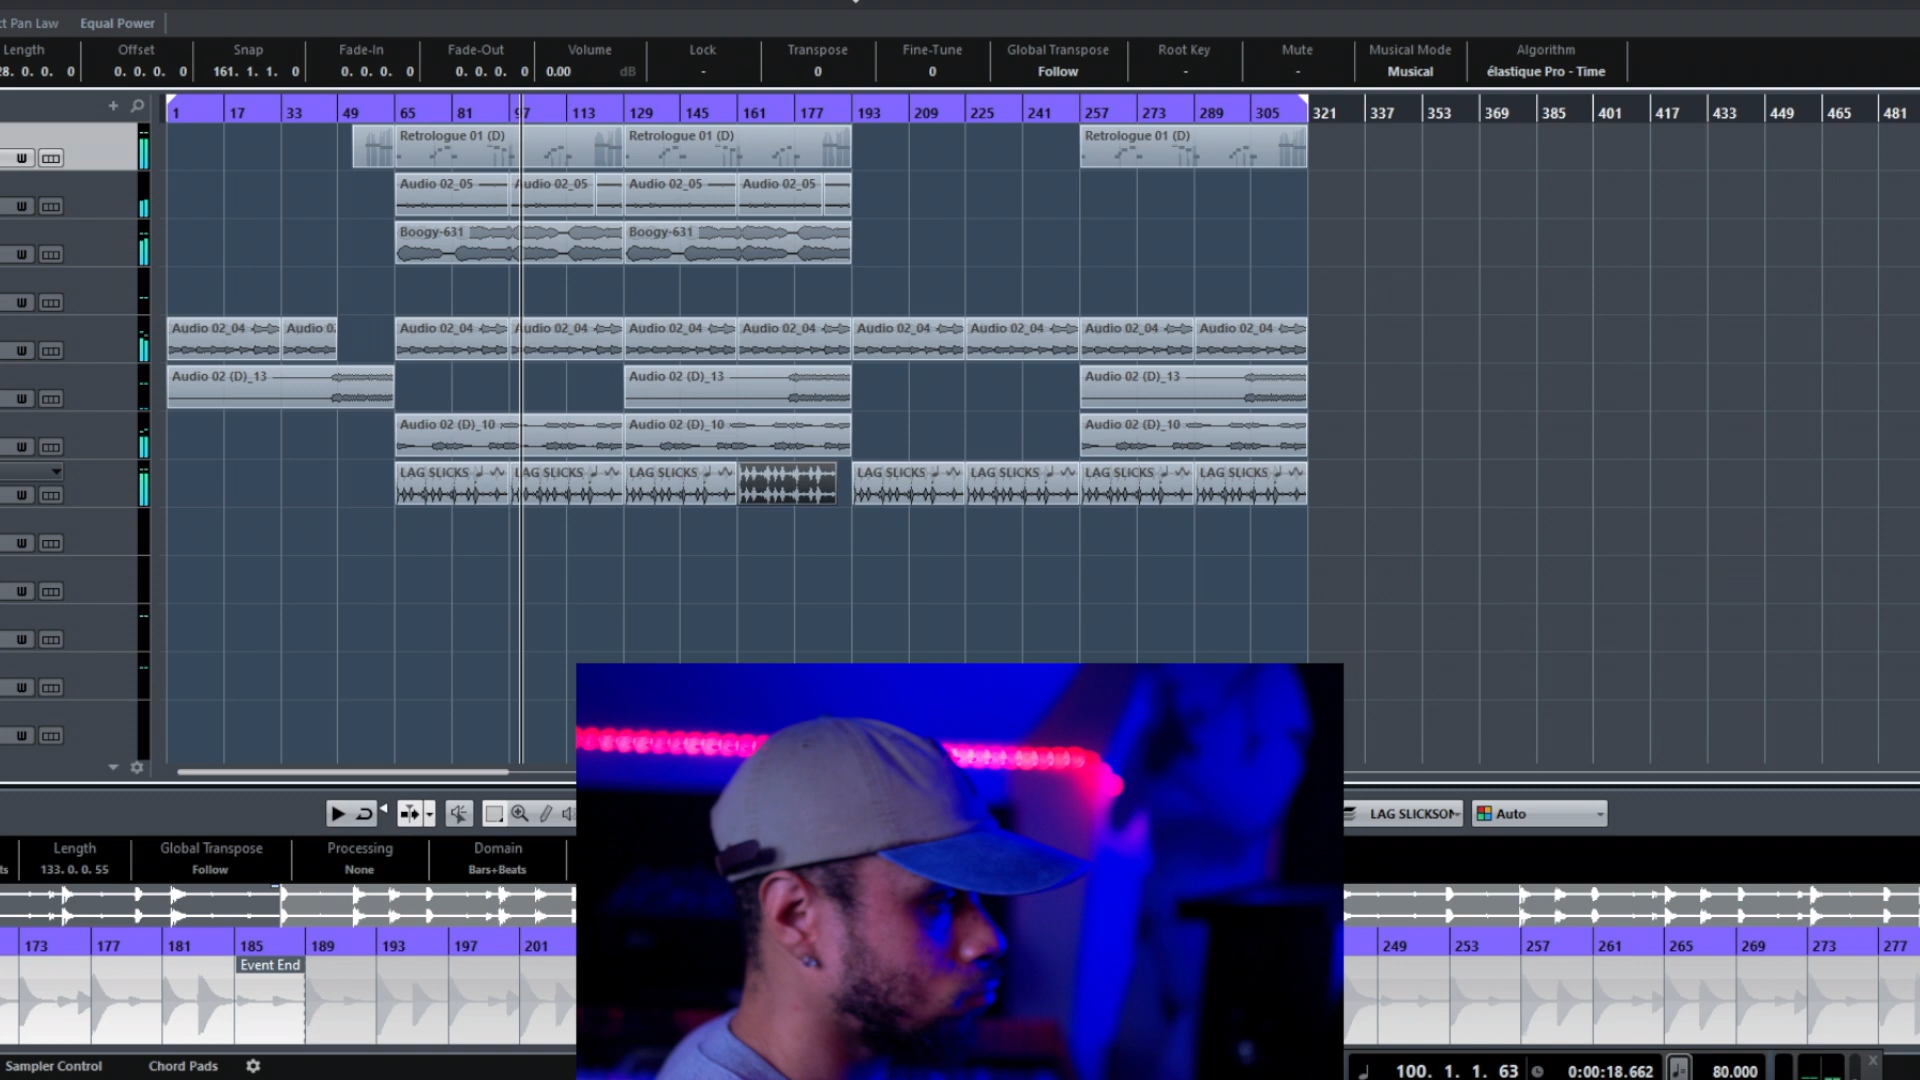 ct Pan Law Equal Power
Length Offset Snap Fade-In Fade-Out Volume Lock Transpose Fine-Tune Global Transpose Root Key Mute Musical Mode Algorithm
28. 0. 0. 0 0. 0. 0. 0 161. 1. 1. 0 0. 0. 0. 0 0. 0. 0. 0 0.00 dB - 0 0 Follow - - Musical élastique Pro - Time
1 17 33 49 65 81 97 113 129 145 161 177 193 209 225 241 257 273 289 305 321 337 353 369 385 401 417 433 449 465 481
Retrologue 01 (D) Retrologue 01 (D) Retrologue 01 (D)
Audio 02_05 Audio 02_05 Audio 02_05 Audio 02_05
Boogy-631 Boogy-631
Audio 02_04 Audio 0 Audio 02_04 Audio 02_04 Audio 02_04 Audio 02_04 Audio 02_04 Audio 02_04 Audio 02_04 Audio 02_04
Audio 02 (D)_13 Audio 02 (D)_13 Audio 02 (D)_13
Audio 02 (D)_10 Audio 02 (D)_10 Audio 02 (D)_10
LAG SLICKS LAG SLICKS LAG SLICKS LAG SLICKS LAG SLICKS LAG SLICKS LAG SLICKS
LAG SLICKSON Auto
Length Global Transpose Processing Domain
ts 133. 0. 0. 55 Follow None Bars+Beats
173 177 181 185 189 193 197 201 249 253 257 261 265 269 273 277
Event End
Sampler Control Chord Pads
100. 1. 1. 63 0:00:18.662 80.000